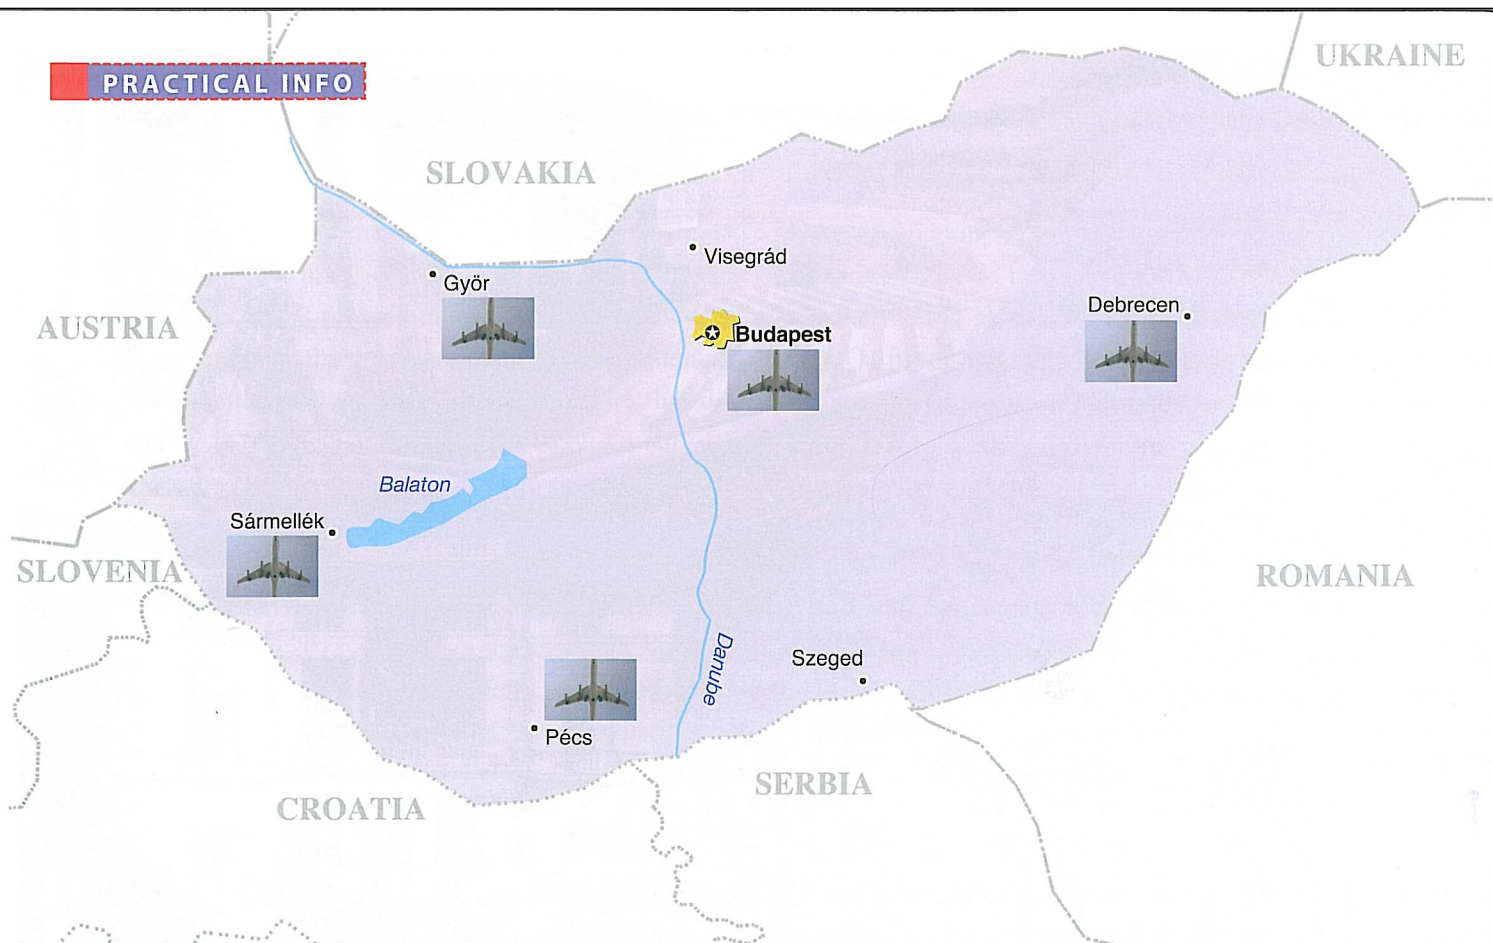 UKRAINE
PRACTICAL INFO
SLOVAKIA
Visegrád
Györ
Debrecen
AUSTRIA
Budapest
Balaton
Sármellék
SLOVENIA
ROMANIA
Danube
Szeged
Pécs
SERBIA
CROATIA